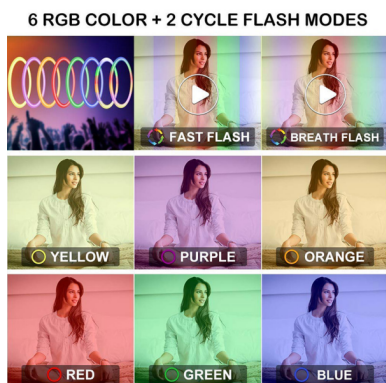 6 RGB COLOR + 2 CYCLE FLASH MODES
FAST FLASH
BREATH FLASH
YELLOW
PURPLE
ORANGE
RED
GREEN
BLUE